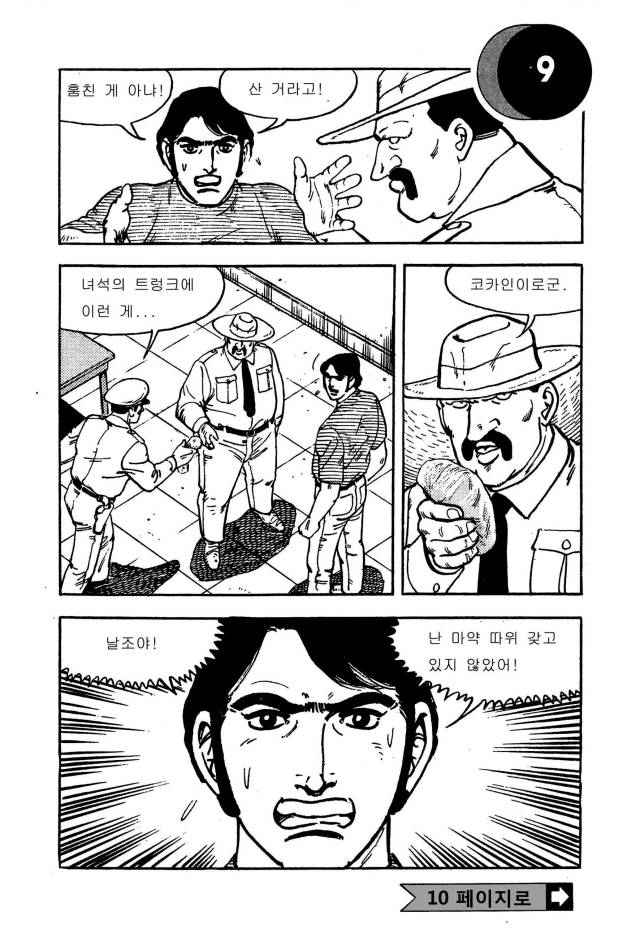 9
훔친 게 아냐!
산 거라고!
녀석의 트렁크에
이런 게...
코카인이로군.
날조야!
난 마약 따위 갖고
있지 않았어!
10 페이지로